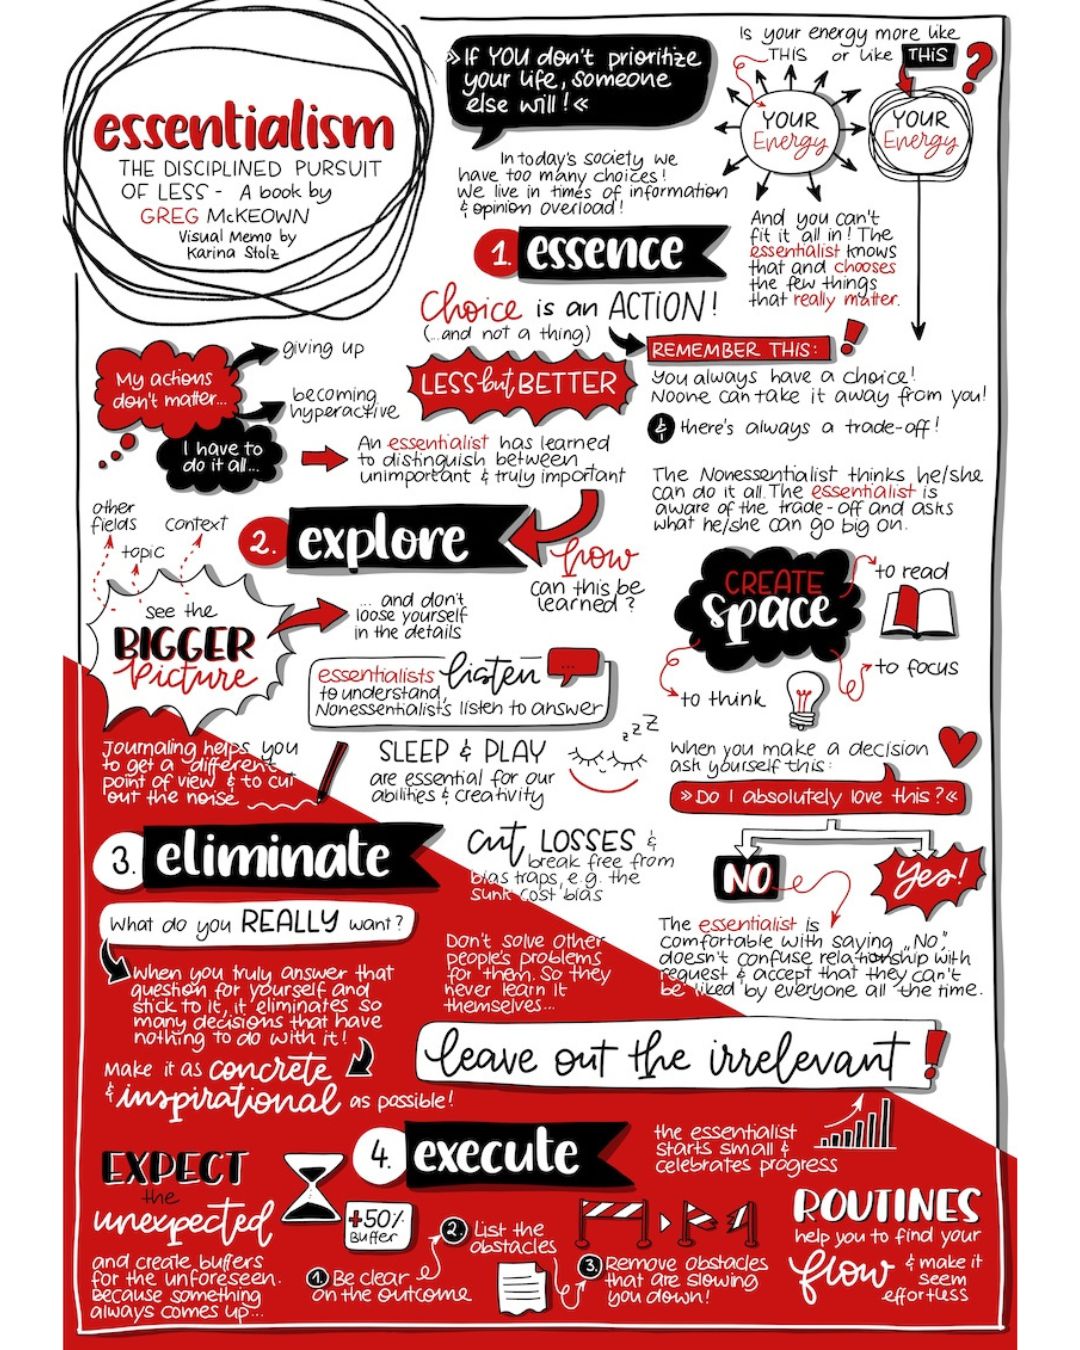 essentialism
THE DISCIPLINED PURSUIT
OF LESS - A book by
GREG McKEOWN
Visual Memo by
Karina Stolz
»If YOU don't prioritize
your life, someone
else will!«
Is your energy more like
THIS or like THIS ?
YOUR
Energy
YOUR
Energy
In today's society we
have too many choices!
We live in times of information
& opinion overload!
And you can't
fit it all in! The
essentialist knows
that and chooses
the few things
that really matter.
1. essence
Choice is an ACTION!
(...and not a thing)
LESS but BETTER
REMEMBER THIS: !
You always have a choice!
Noone can take it away from you!
& there's always a trade-off!
My actions
don't matter...
giving up
becoming
hyperactive
I have to
do it all...
An essentialist has learned
to distinguish between
unimportant & truly important
The Nonessentialist thinks he/she
can do it all. The essentialist is
aware of the trade-off and asks
what he/she can go big on.
2. explore
how
can this be
learned?
other
fields
topic
context
see the
BIGGER
Picture
... and don't
loose yourself
in the details
CREATE
Space
to read
to focus
to think
essentialists listen ...
to understand,
Nonessentialists listen to answer
Journaling helps you
to get a different
point of view & to cut
out the noise
SLEEP & PLAY
are essential for our
abilities & creativity
z z Z
When you make a decision
ask yourself this:
»Do I absolutely love this?«
NO
Yes!
3. eliminate
Cut LOSSES &
break free from
bias traps, e.g. the
"sunk-cost" bias
What do you REALLY want?
When you truly answer that
question for yourself and
stick to it, it eliminates so
many decisions that have
nothing to do with it!
Make it as concrete
& inspirational as possible!
Don't solve other
people's problems
for them. So they
never learn it
themselves...
The essentialist is
comfortable with saying „No",
doesn't confuse relationship with
request & accept that they can't
be liked by everyone all the time.
leave out the irrelevant !
4. execute
the essentialist
starts small &
celebrates progress
EXPECT
the
unexpected
and create buffers
for the unforeseen.
Because something
always comes up...
+50%
Buffer
1. Be clear
on the outcome
2. List the
obstacles
3. Remove obstacles
that are slowing
you down!
ROUTINES
help you to find your
flow & make it
seem
effortless